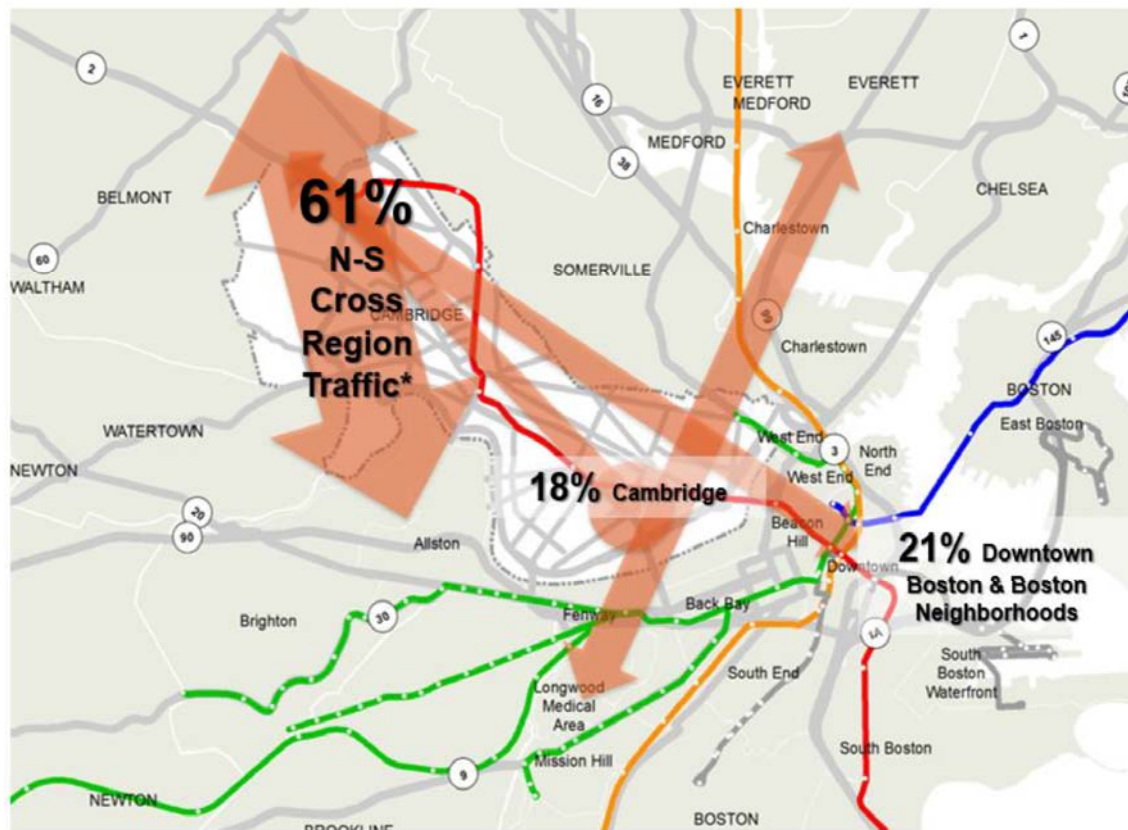 2
1
EVERETT
EVERETT
MEDFORD
16
MEDFORD
38
BELMONT
CHELSEA
61%
N-S
Cross
Region
Traffic*
Charlestown
60
WALTHAM
SOMERVILLE
CAMBRIDGE
99
Charlestown
145
BOSTON
East Boston
WATERTOWN
West End
3
North
End
West End
NEWTON
18% Cambridge
20
90
Beacon
Hill
Allston
21% Downtown
Boston & Boston
Neighborhoods
Downtown
Back Bay
Fenway
30
Brighton
1A
South
Boston
Waterfront
South End
Longwood
Medical
Area
South Boston
Mission Hill
9
NEWTON
BOSTON
BROOKLINE